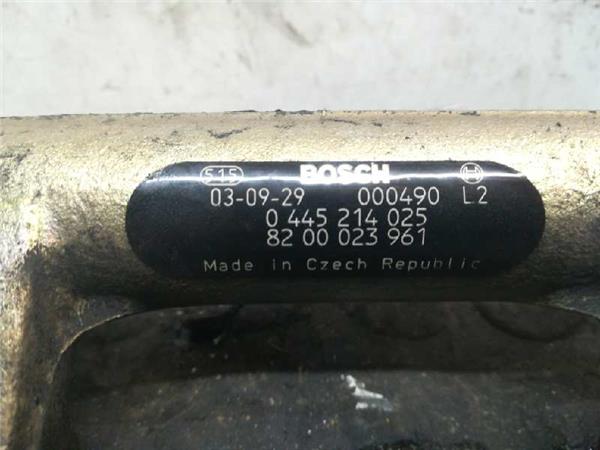 515 BOSCH
03-09-29 000490 L2
0 445 214 025
82 00 023 961
Made in Czech Republic